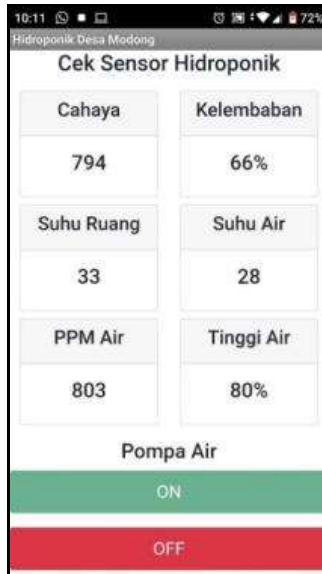 10:11 72%
Hidroponik Desa Modong
Cek Sensor Hidroponik
Cahaya Kelembaban
794 66%
Suhu Ruang Suhu Air
33 28
PPM Air Tinggi Air
803 80%
Pompa Air
ON
OFF